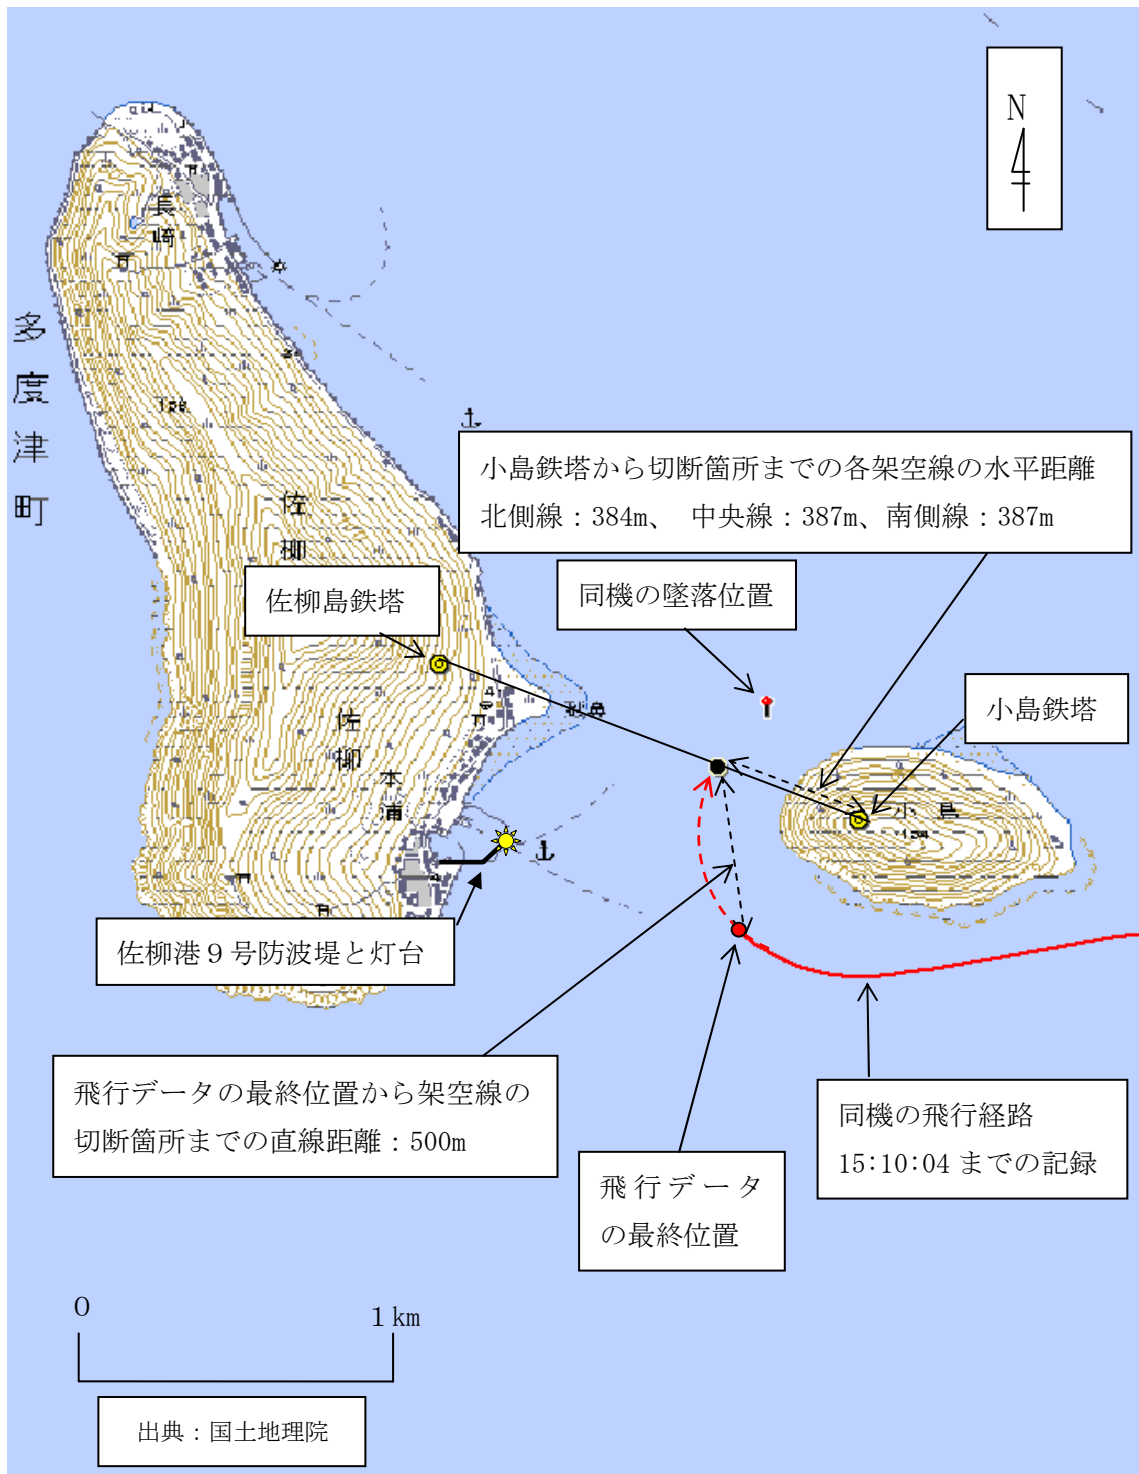 N
長崎
多度津町
小島鉄塔から切断箇所までの各架空線の水平距離
北側線：384m、 中央線：387m、南側線：387m
佐柳
佐柳島鉄塔
同機の墜落位置
小島鉄塔
佐柳
本浦
小島
佐柳港９号防波堤と灯台
飛行データの最終位置から架空線の
切断箇所までの直線距離：500m
同機の飛行経路
15:10:04 までの記録
飛行データ
の最終位置
0
1 km
出典：国土地理院